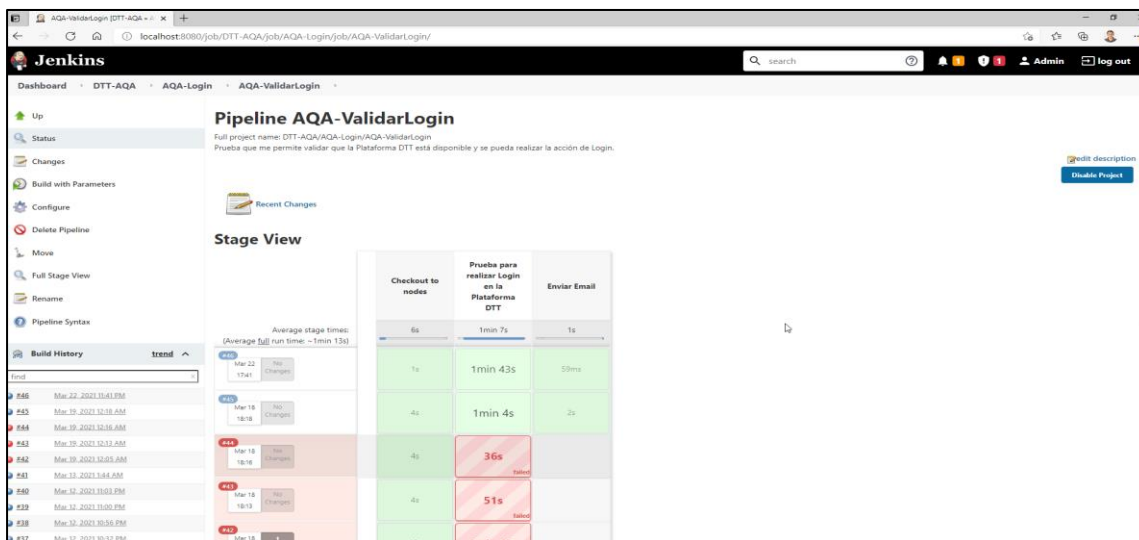 AQA-ValidarLogin [DTT-AQA »
localhost:8080/job/DTT-AQA/job/AQA-Login/job/AQA-ValidarLogin/
Jenkins
search
1
1
Admin
log out
Dashboard
DTT-AQA
AQA-Login
AQA-ValidarLogin
Up
Status
Changes
Build with Parameters
Configure
Delete Pipeline
Move
Full Stage View
Rename
Pipeline Syntax
Pipeline AQA-ValidarLogin
Full project name: DTT-AQA/AQA-Login/AQA-ValidarLogin
Prueba que me permite validar que la Plataforma DTT está disponible y se pueda realizar la acción de Login.
edit description
Disable Project
Recent Changes
Stage View
Checkout to nodes
Prueba para realizar Login en la Plataforma DTT
Enviar Email
Average stage times:
(Average full run time: ~1min 13s)
6s
1min 7s
1s
#46
Mar 22
17:41
No Changes
1s
1min 43s
59ms
#45
Mar 18
18:18
No Changes
4s
1min 4s
2s
#44
Mar 18
18:16
No Changes
4s
36s
failed
#43
Mar 18
18:13
No Changes
4s
51s
failed
#42
Mar 18
1
Build History
trend
find
#46 Mar 22, 2021 11:41 PM
#45 Mar 19, 2021 12:18 AM
#44 Mar 19, 2021 12:16 AM
#43 Mar 19, 2021 12:13 AM
#42 Mar 19, 2021 12:05 AM
#41 Mar 13, 2021 1:44 AM
#40 Mar 12, 2021 11:03 PM
#39 Mar 12, 2021 11:00 PM
#38 Mar 12, 2021 10:56 PM
#37 Mar 12, 2021 10:32 PM